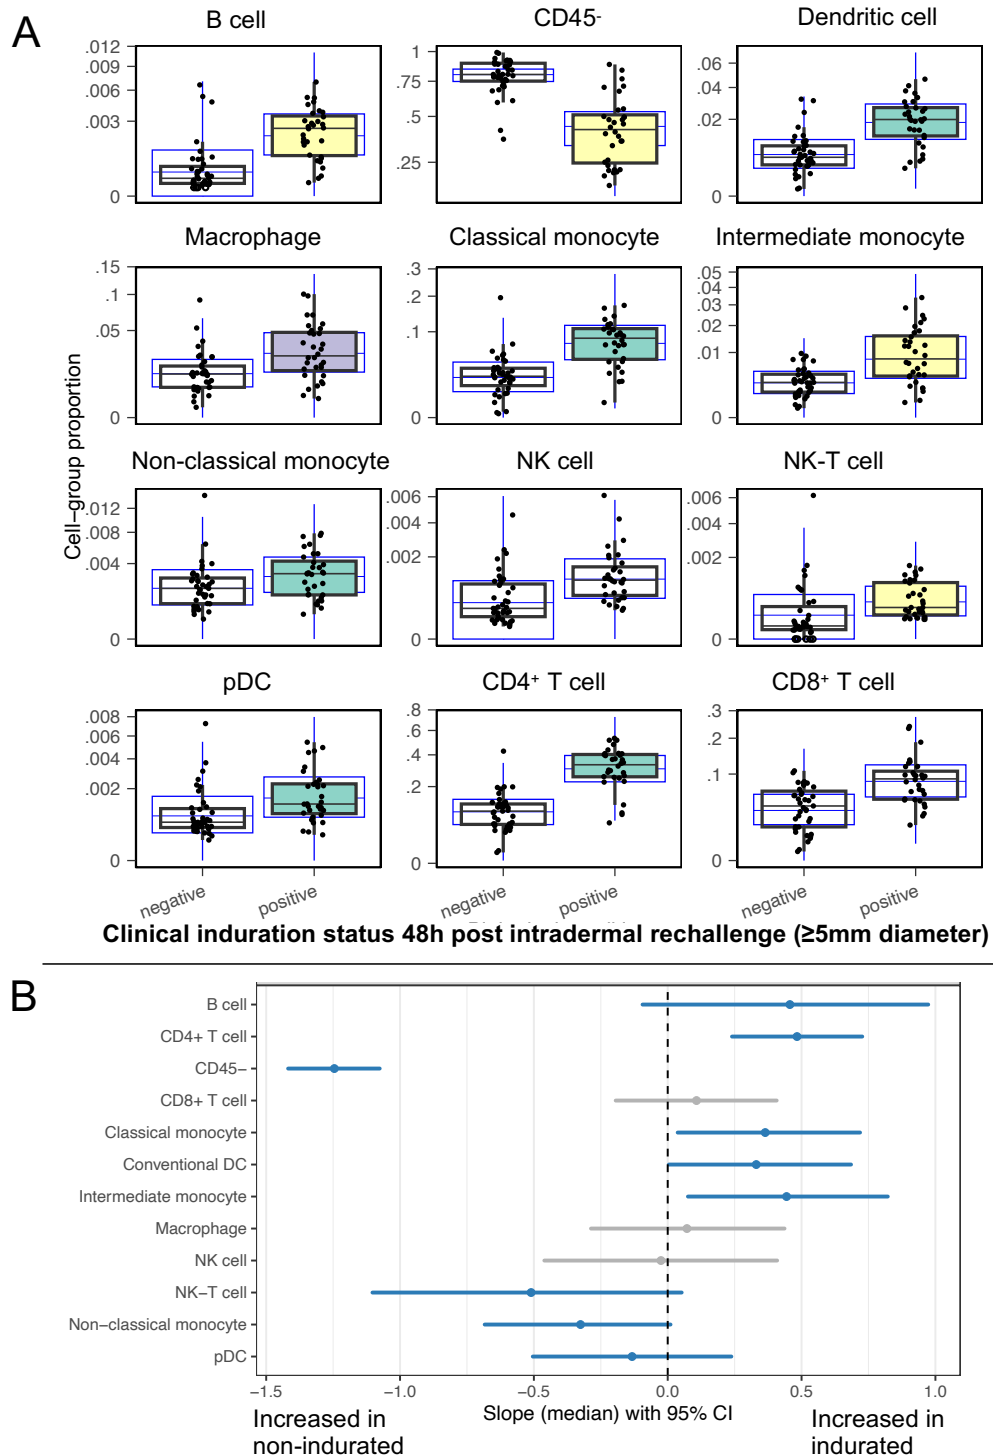 A
B cell
CD45-
Dendritic cell
.012
.009
.006
.003
0
1
.75
.5
.25
.06
.02
0
Macrophage
Classical monocyte
Intermediate monocyte
.15
.1
.05
0
.3
.2
.1
0
.05
.04
.03
.02
.01
0
Cell−group proportion
Non-classical monocyte
NK cell
NK-T cell
.012
.008
.004
0
.006
.004
.002
0
.006
.004
.002
0
pDC
CD4+ T cell
CD8+ T cell
.008
.006
.004
.002
0
.8
.6
.4
.2
0
.3
.2
.1
0
negative
positive
negative
positive
negative
positive
Clinical induration status 48h post intradermal rechallenge (≥5mm diameter)
B
B cell
CD4+ T cell
CD45−
CD8+ T cell
Classical monocyte
Conventional DC
Intermediate monocyte
Macrophage
NK cell
NK−T cell
Non−classical monocyte
pDC
−1.5 −1.0 −0.5 0.0 0.5 1.0
Slope (median) with 95% CI
Increased in
non-indurated
Increased in
indurated